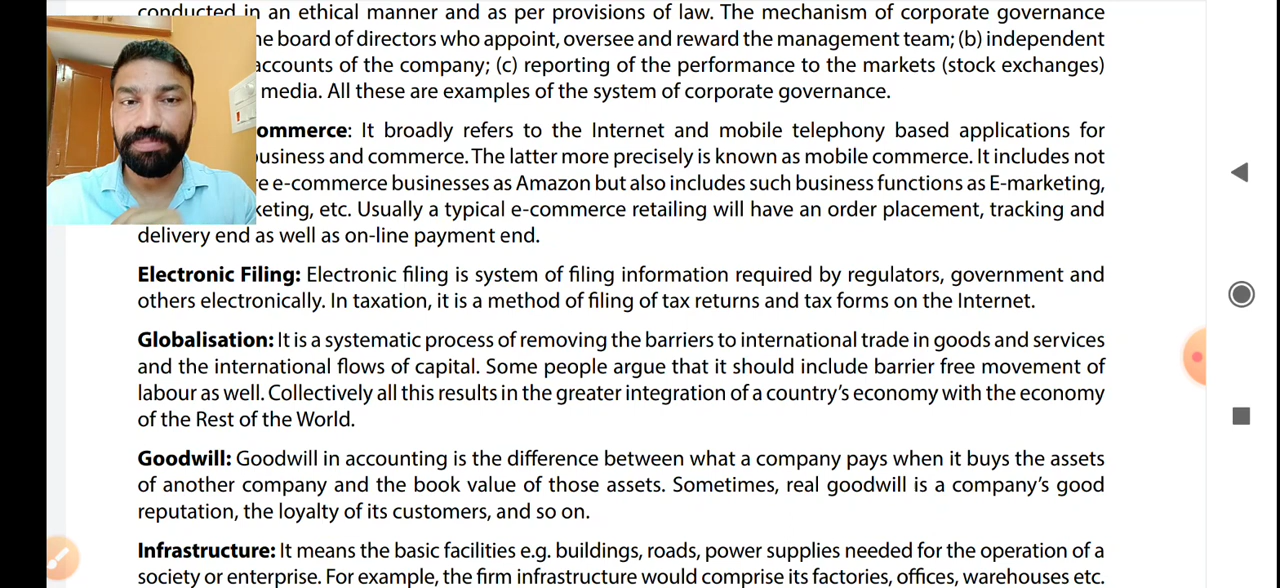 conducted in an ethical manner and as per provisions of law. The mechanism of corporate governance
he board of directors who appoint, oversee and reward the management team; (b) independent
accounts of the company; (c) reporting of the performance to the markets (stock exchanges)
media. All these are examples of the system of corporate governance.
ommerce: It broadly refers to the Internet and mobile telephony based applications for
usiness and commerce. The latter more precisely is known as mobile commerce. It includes not
re e-commerce businesses as Amazon but also includes such business functions as E-marketing,
keting, etc. Usually a typical e-commerce retailing will have an order placement, tracking and
delivery end as well as on-line payment end.
Electronic Filing: Electronic filing is system of filing information required by regulators, government and
others electronically. In taxation, it is a method of filing of tax returns and tax forms on the Internet.
Globalisation: It is a systematic process of removing the barriers to international trade in goods and services
and the international flows of capital. Some people argue that it should include barrier free movement of
labour as well. Collectively all this results in the greater integration of a country’s economy with the economy
of the Rest of the World.
Goodwill: Goodwill in accounting is the difference between what a company pays when it buys the assets
of another company and the book value of those assets. Sometimes, real goodwill is a company’s good
reputation, the loyalty of its customers, and so on.
Infrastructure: It means the basic facilities e.g. buildings, roads, power supplies needed for the operation of a
society or enterprise. For example, the firm infrastructure would comprise its factories, offices, warehouses etc.